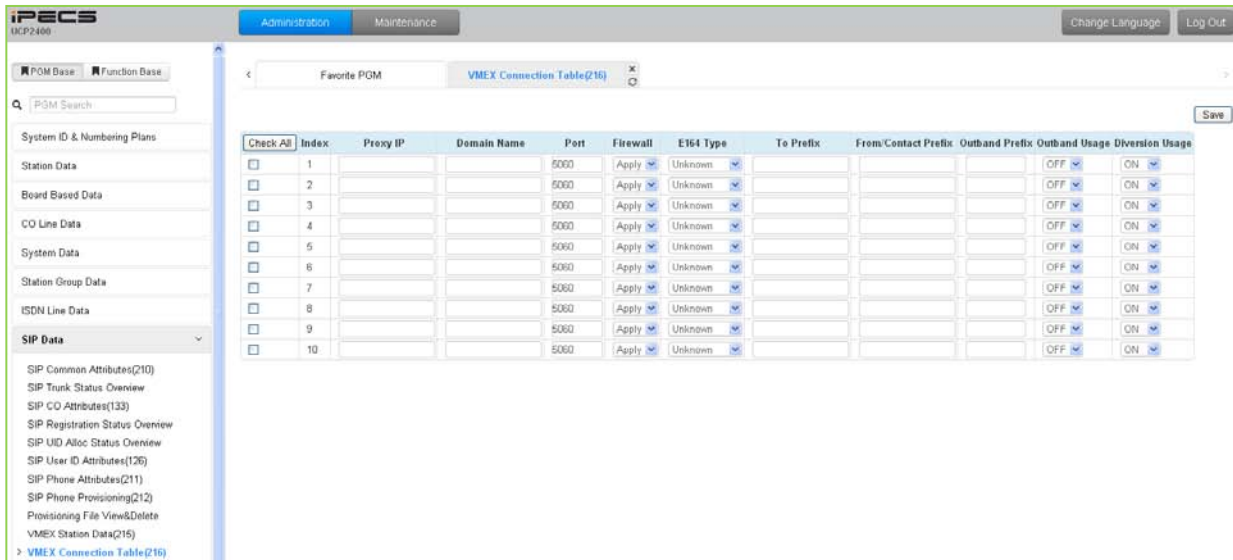 iPECS
UCP2400
Administration Maintenance Change Language Log Out
PGM Base Function Base
Favorite PGM VMEX Connection Table(216)
PGM Search
Save
System ID & Numbering Plans
Station Data
Board Based Data
CO Line Data
System Data
Station Group Data
ISDN Line Data
SIP Data
SIP Common Attributes(210)
SIP Trunk Status Overview
SIP CO Attributes(133)
SIP Registration Status Overview
SIP UID Alloc Status Overview
SIP User ID Attributes(126)
SIP Phone Attributes(211)
SIP Phone Provisioning(212)
Provisioning File View&Delete
VMEX Station Data(215)
> VMEX Connection Table(216)
Check All Index Proxy IP Domain Name Port Firewall E164 Type To Prefix From/Contact Prefix Outband Prefix Outband Usage Diversion Usage
1 5060 Apply Unknown OFF ON
2 5060 Apply Unknown OFF ON
3 5060 Apply Unknown OFF ON
4 5060 Apply Unknown OFF ON
5 5060 Apply Unknown OFF ON
6 5060 Apply Unknown OFF ON
7 5060 Apply Unknown OFF ON
8 5060 Apply Unknown OFF ON
9 5060 Apply Unknown OFF ON
10 5060 Apply Unknown OFF ON